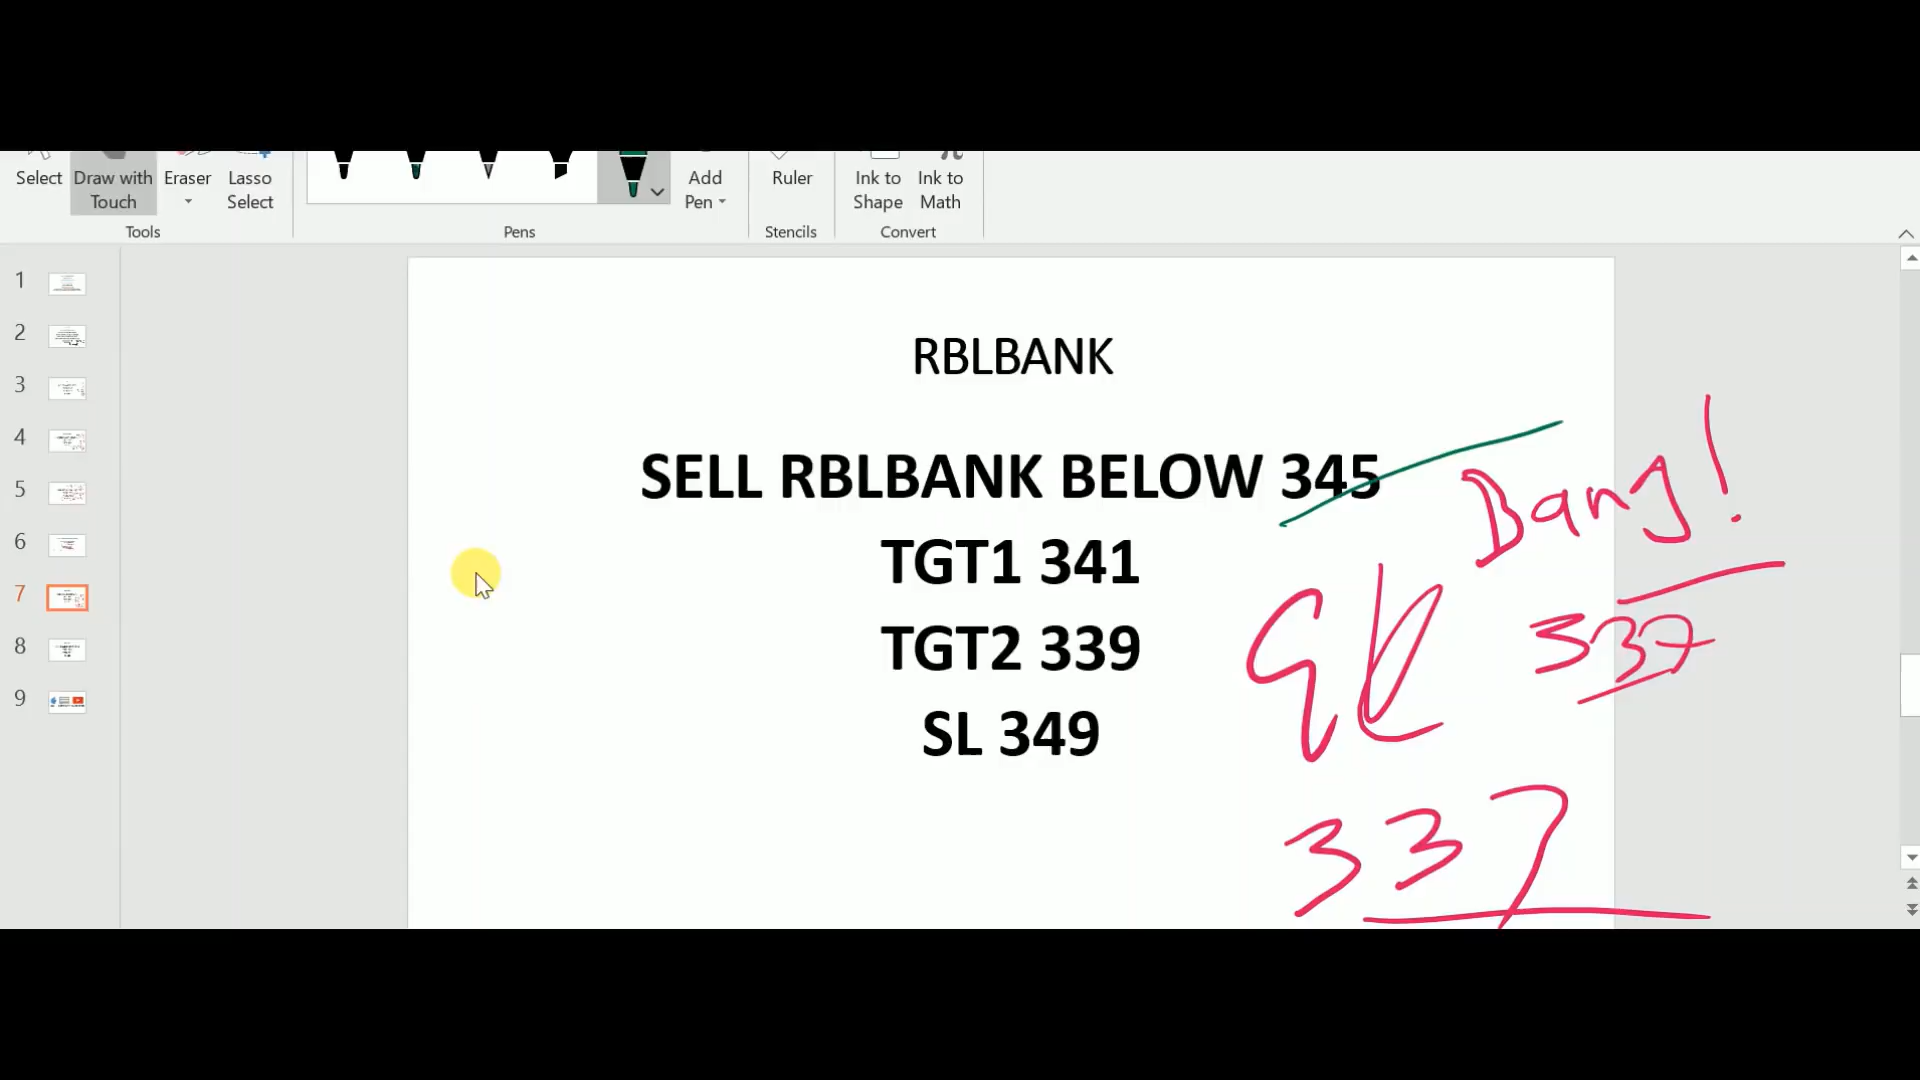 Select
Draw with Touch
Eraser
Lasso Select
Tools
Pens
Add Pen
Ruler
Stencils
Ink to Shape
Ink to Math
Convert
1
2
3
4
5
6
7
8
9
RBLBANK
SELL RBLBANK BELOW 345
TGT1 341
TGT2 339
SL 349
Bang!
337
337